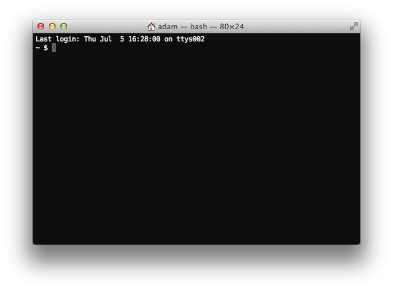 adam — bash — 80×24
Last login: Thu Jul  5 16:28:00 on ttys002
~ $